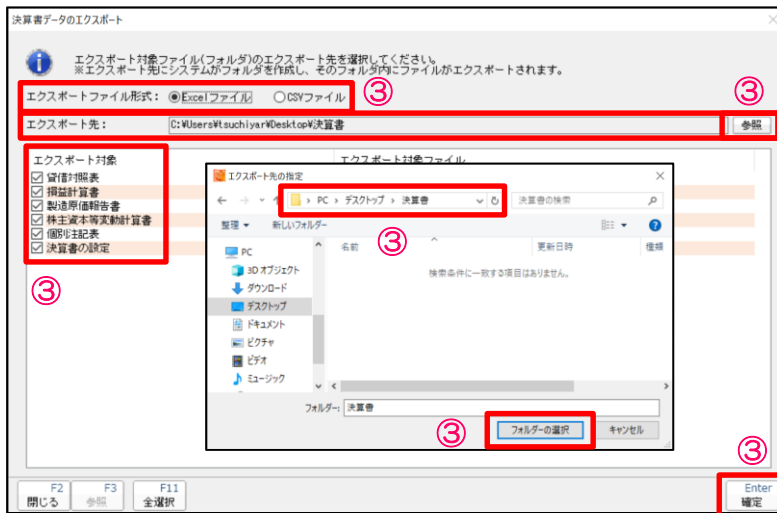 決算書データのエクスポート
エクスポート対象ファイル(フォルダ)のエクスポート先を選択してください。
※エクスポート先にシステムがフォルダを作成し、そのフォルダ内にファイルがエクスポートされます。
エクスポートファイル形式： Excelファイル CSVファイル ③
③
エクスポート先： C:¥Users¥tsuchiyar¥Desktop¥決算書 参照
エクスポート対象 エクスポート対象ファイル
貸借対照表
損益計算書
製造原価報告書
株主資本等変動計算書
個別注記表
決算書の設定
③
エクスポート先の指定
PC › デスクトップ › 決算書 決算書の検索
③
整理 新しいフォルダー
PC
3D オブジェクト
ダウンロード
デスクトップ
ドキュメント
ピクチャ
ビデオ
ミュージック
名前 更新日時 種類
検索条件に一致する項目はありません。
フォルダー: 決算書
③ フォルダーの選択 キャンセル
③
F2 閉じる
F3 参照
F11 全選択
Enter 確定